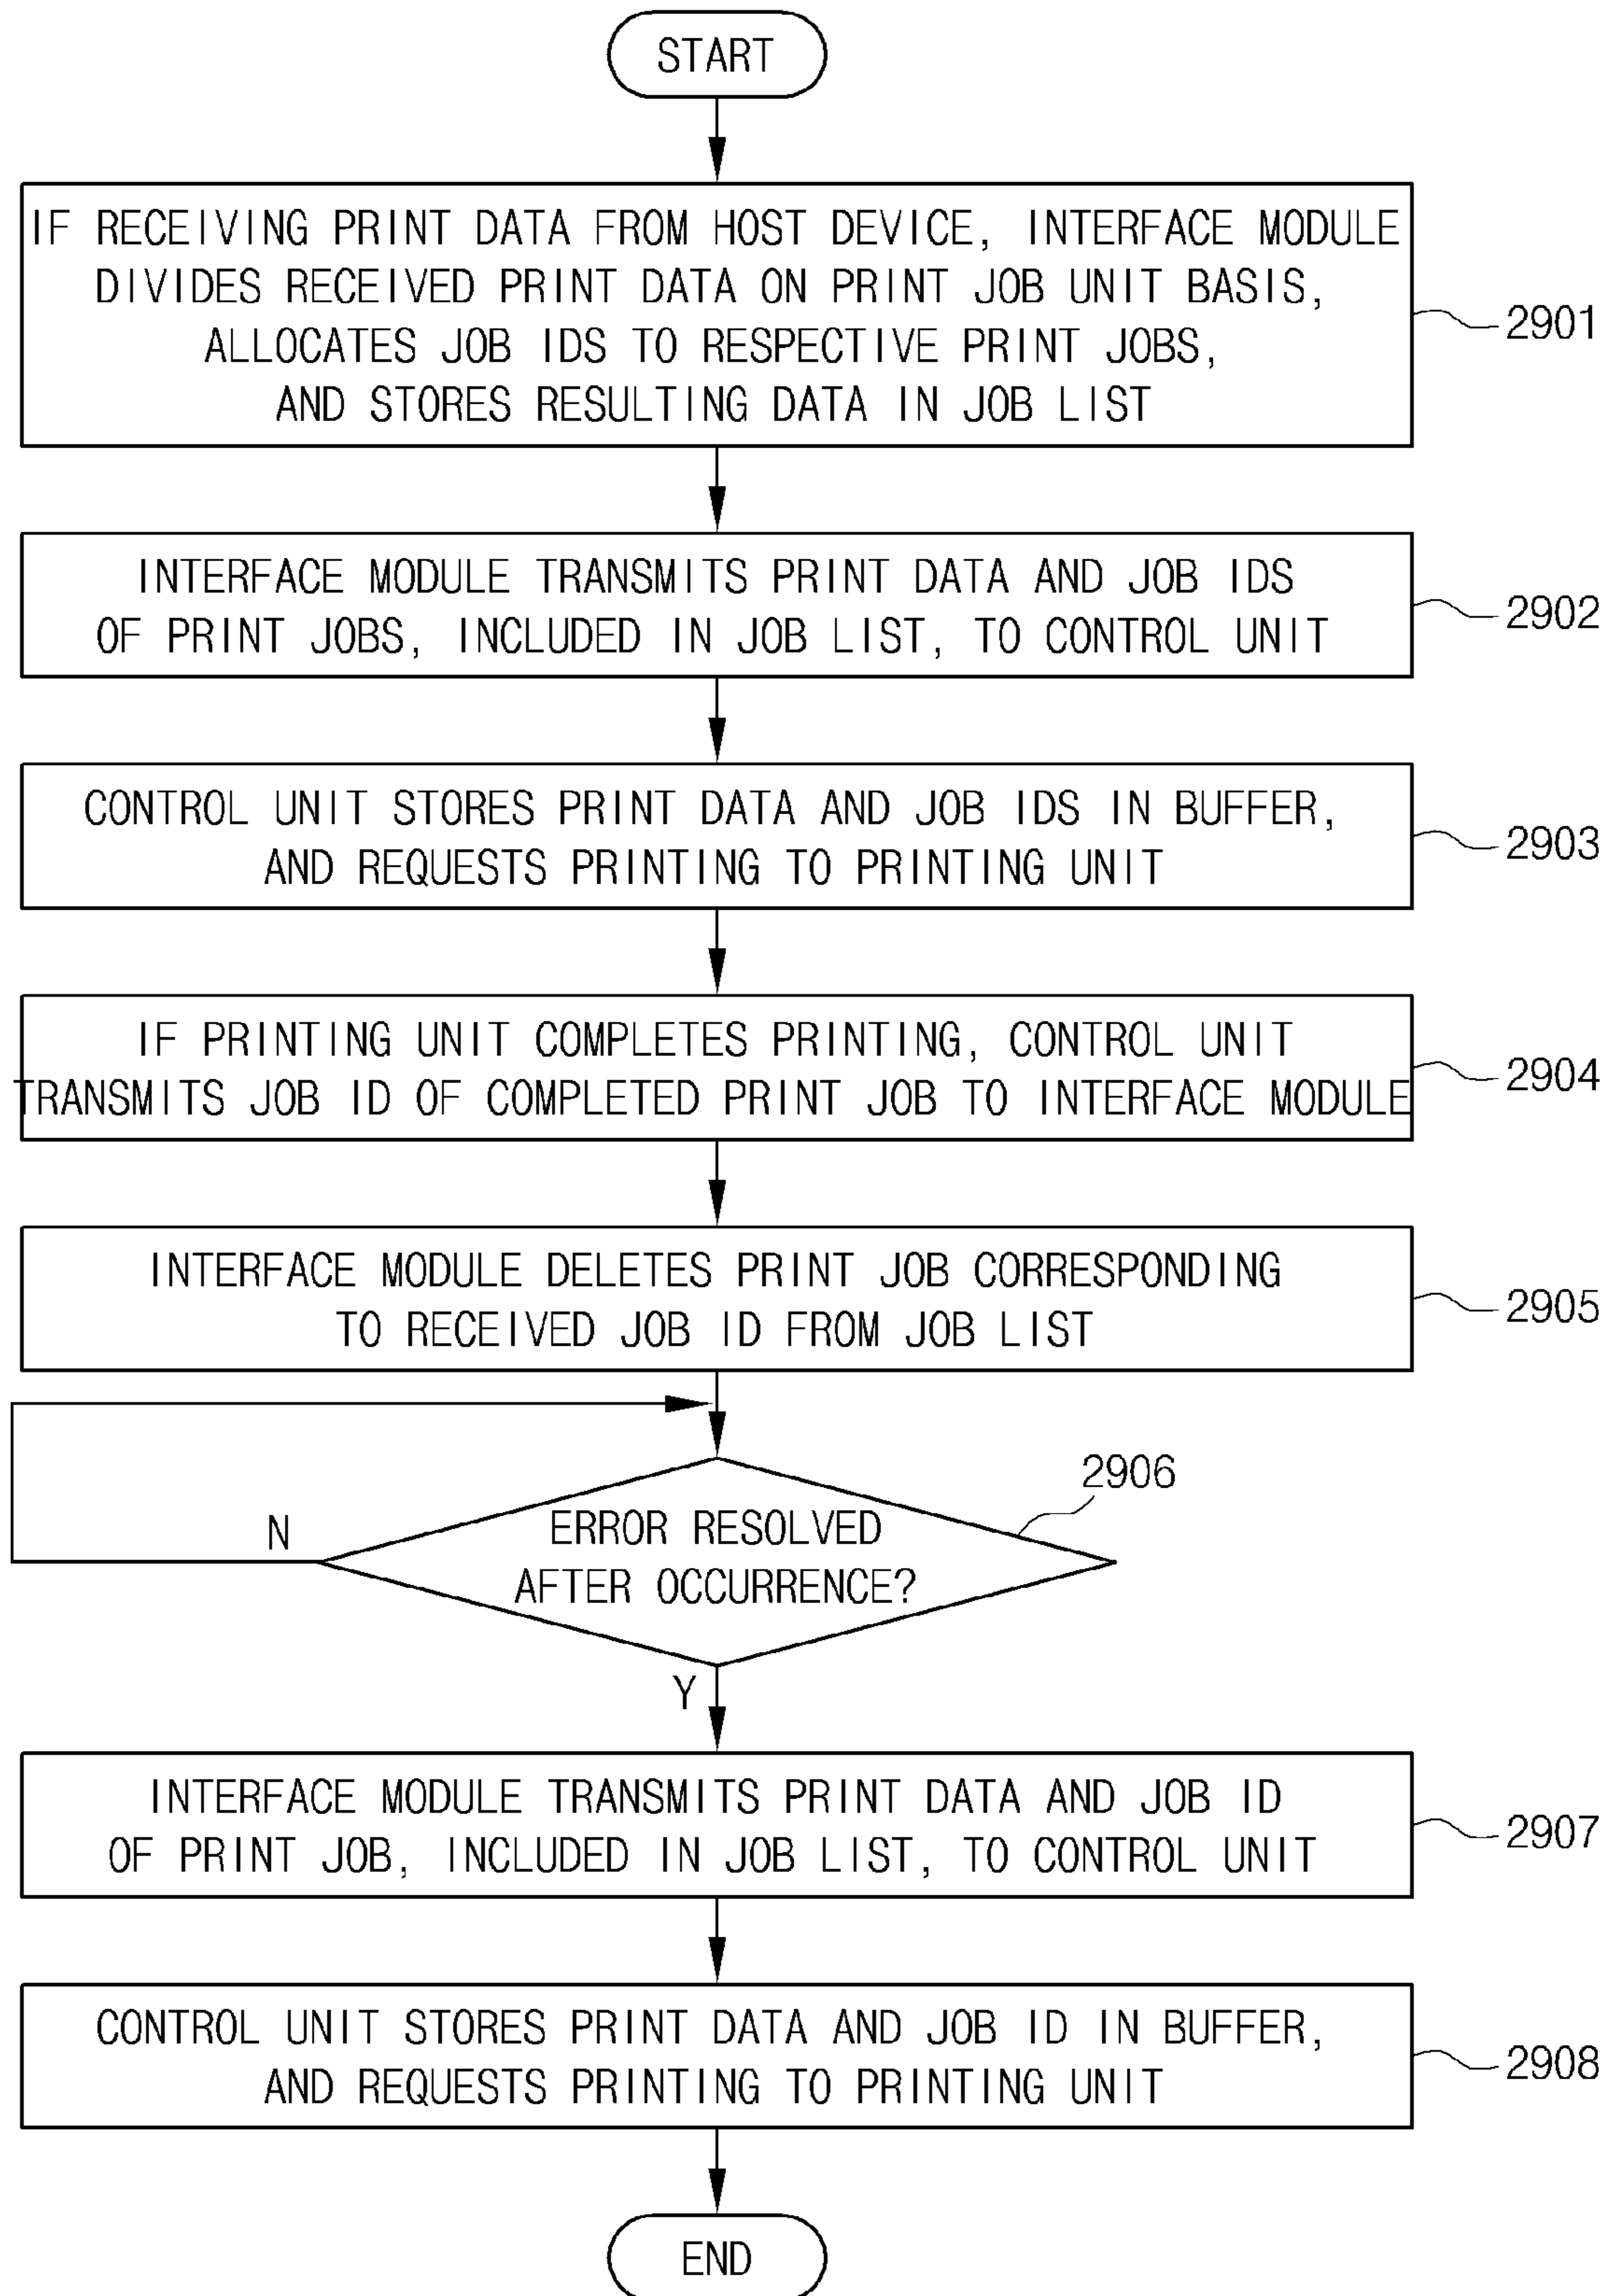 START
IF RECEIVING PRINT DATA FROM HOST DEVICE, INTERFACE MODULE
DIVIDES RECEIVED PRINT DATA ON PRINT JOB UNIT BASIS,
ALLOCATES JOB IDS TO RESPECTIVE PRINT JOBS,
AND STORES RESULTING DATA IN JOB LIST
2901
INTERFACE MODULE TRANSMITS PRINT DATA AND JOB IDS
OF PRINT JOBS, INCLUDED IN JOB LIST, TO CONTROL UNIT
2902
CONTROL UNIT STORES PRINT DATA AND JOB IDS IN BUFFER,
AND REQUESTS PRINTING TO PRINTING UNIT
2903
IF PRINTING UNIT COMPLETES PRINTING, CONTROL UNIT
TRANSMITS JOB ID OF COMPLETED PRINT JOB TO INTERFACE MODULE
2904
INTERFACE MODULE DELETES PRINT JOB CORRESPONDING
TO RECEIVED JOB ID FROM JOB LIST
2905
2906
N
ERROR RESOLVED
AFTER OCCURRENCE?
Y
INTERFACE MODULE TRANSMITS PRINT DATA AND JOB ID
OF PRINT JOB, INCLUDED IN JOB LIST, TO CONTROL UNIT
2907
CONTROL UNIT STORES PRINT DATA AND JOB ID IN BUFFER,
AND REQUESTS PRINTING TO PRINTING UNIT
2908
END